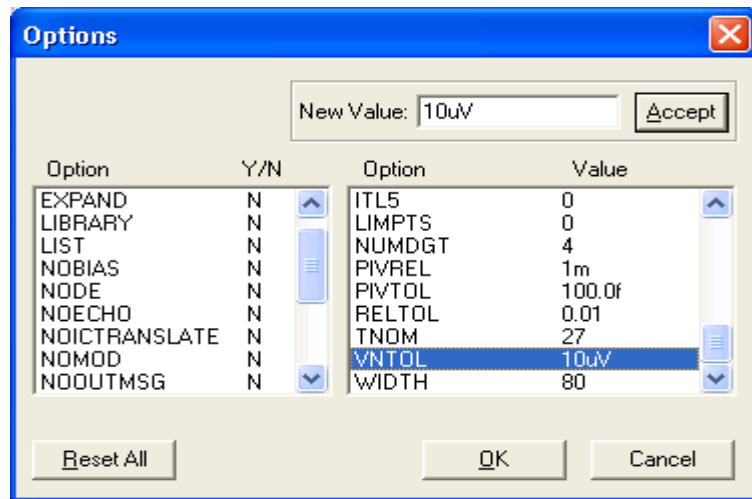 Options
New Value: 10uV Accept
Option Y/N Option Value
EXPAND N ITL5 0
LIBRARY N LIMPTS 0
LIST N NUMDGT 4
NOBIAS N PIVREL 1m
NODE N PIVTOL 100.0f
NOECHO N RELTOL 0.01
NOICTRANSLATE N TNOM 27
NOMOD N VNTOL 10uV
NOOUTMSG N WIDTH 80
Reset All OK Cancel